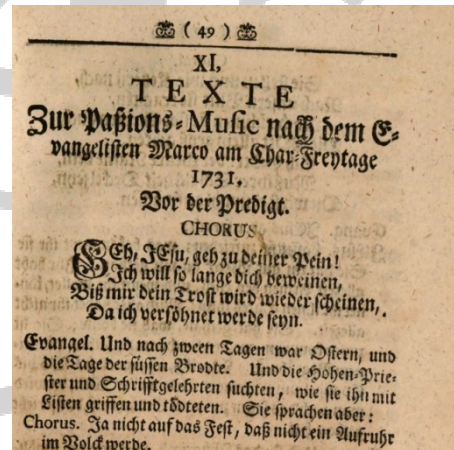 ( 49 )
XI,
TEXTE
Zur Paßions-Music nach dem E-
vangelisten Marco am Char-Freytage
1731.
Vor der Predigt.
CHORUS.
GEh, JEsu, geh zu deiner Pein!
Ich will so lange dich beweinen,
Biß mir dein Trost wird wieder scheinen,
Da ich versöhnet werde seyn.
Evangel. Und nach zween Tagen war Ostern, und
die Tage der süssen Brodte. Und die Hohen-Prie-
ster und Schrifftgelehrten suchten, wie sie ihn mit
Listen griffen und tödteten. Sie sprachen aber:
Chorus. Ja nicht auf das Fest, daß nicht ein Aufruhr
im Volck werde.